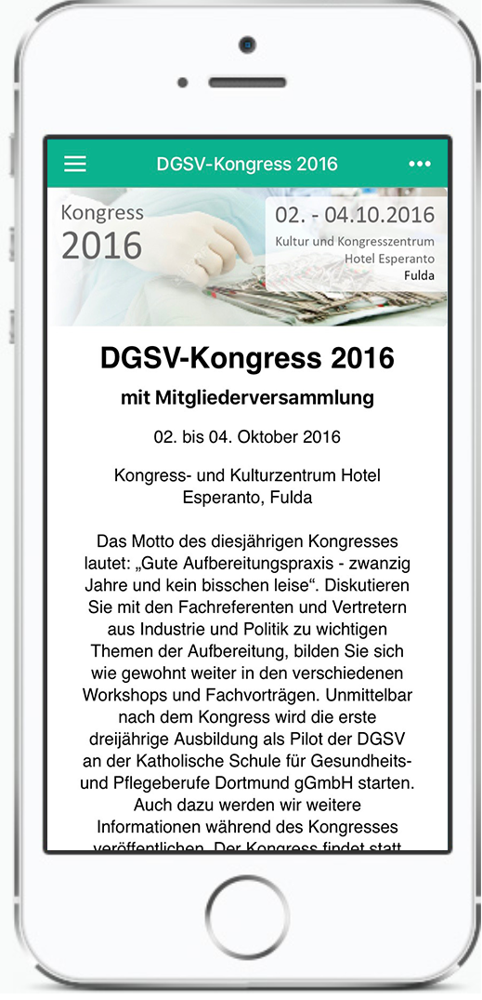 DGSV-Kongress 2016
Kongress
2016
02. - 04.10.2016
Kultur und Kongresszentrum
Hotel Esperanto
Fulda
DGSV-Kongress 2016
mit Mitgliederversammlung
02. bis 04. Oktober 2016
Kongress- und Kulturzentrum Hotel
Esperanto, Fulda
Das Motto des diesjährigen Kongresses
lautet: „Gute Aufbereitungspraxis - zwanzig
Jahre und kein bisschen leise“. Diskutieren
Sie mit den Fachreferenten und Vertretern
aus Industrie und Politik zu wichtigen
Themen der Aufbereitung, bilden Sie sich
wie gewohnt weiter in den verschiedenen
Workshops und Fachvorträgen. Unmittelbar
nach dem Kongress wird die erste
dreijährige Ausbildung als Pilot der DGSV
an der Katholische Schule für Gesundheits-
und Pflegeberufe Dortmund gGmbH starten.
Auch dazu werden wir weitere
Informationen während des Kongresses
veröffentlichen. Der Kongress findet statt